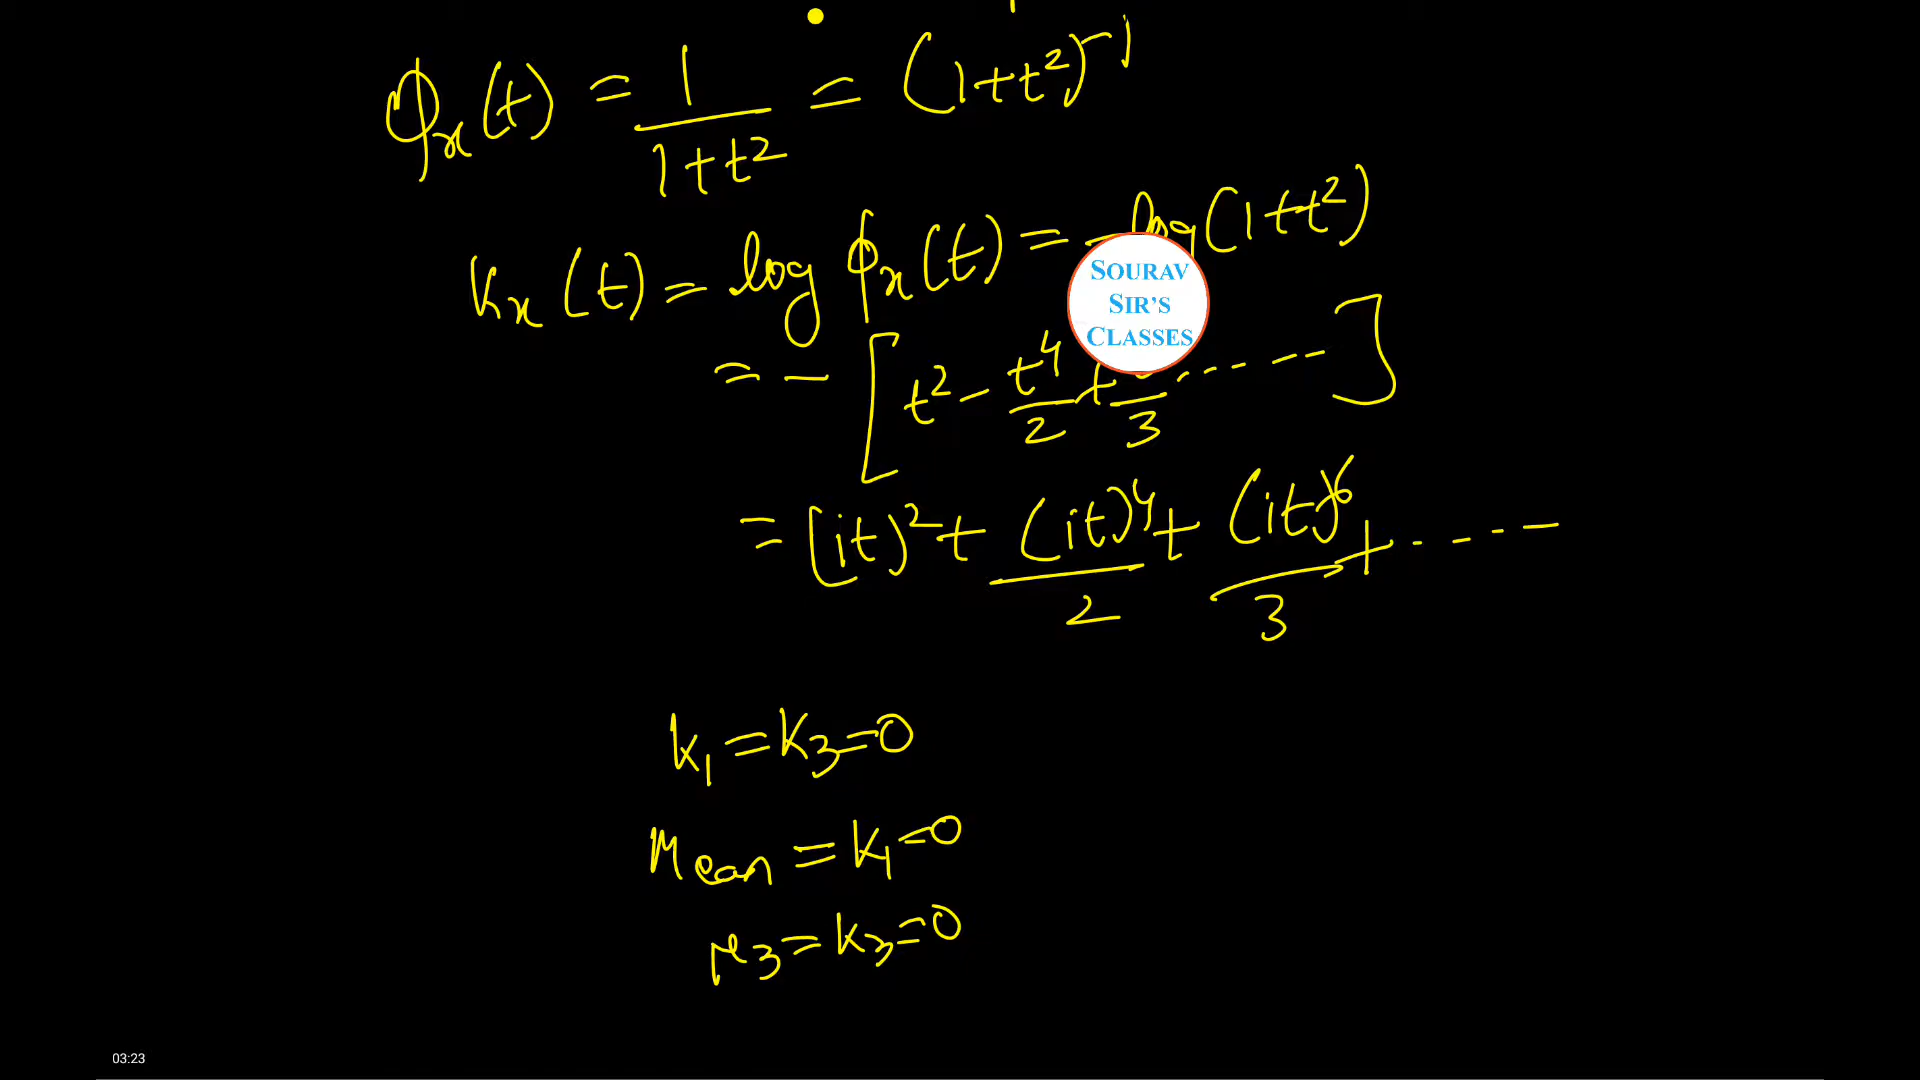 φx(t) = 1/(1+t²) = (1+t²)⁻¹
Kx(t) = log φx(t) = - log(1+t²)
SOURAV
SIR'S
CLASSES
= - [t² - t⁴/2 + /3 ...... ]
= (it)² + (it)⁴/2 + (it)⁶/3 + ......
K₁ = K₃ = 0
Mean = K₁ = 0
μ₃ = K₃ = 0
03:23